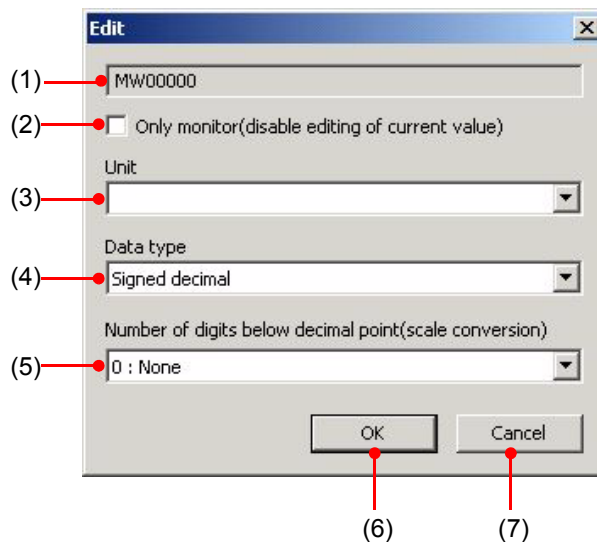 Edit
(1) MW00000
(2) Only monitor(disable editing of current value)
Unit
(3)
Data type
(4) Signed decimal
Number of digits below decimal point(scale conversion)
(5) 0 : None
OK Cancel
(6) (7)